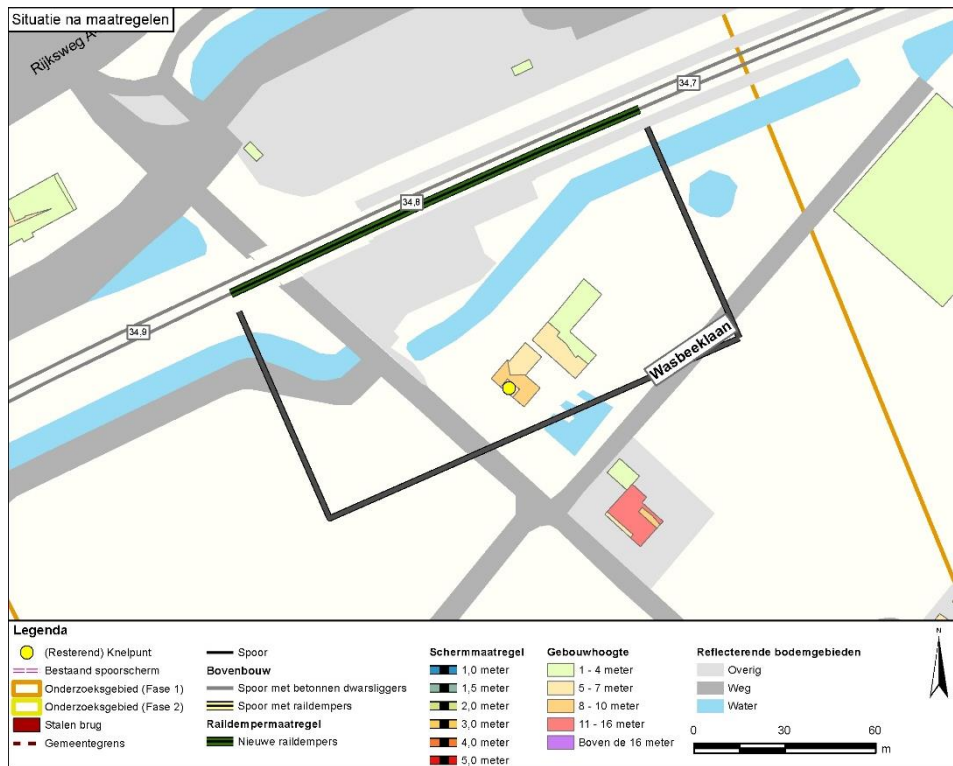 Situatie na maatregelen
Rijksweg A
34,7
34,8
34,9
Wasbeeklaan
Legenda
(Resterend) Knelpunt
Bestaand spoorscherm
Onderzoeksgebied (Fase 1)
Onderzoeksgebied (Fase 2)
Stalen brug
Gemeentegrens
Spoor
Bovenbouw
Spoor met betonnen dwarsliggers
Spoor met raildempers
Raildempermaatregel
Nieuwe raildempers
Schermmaatregel
1,0 meter
1,5 meter
2,0 meter
3,0 meter
4,0 meter
5,0 meter
Gebouwhoogte
1 - 4 meter
5 - 7 meter
8 - 10 meter
11 - 16 meter
Boven de 16 meter
Reflecterende bodemgebieden
Overig
Weg
Water
N
0 30 60
m